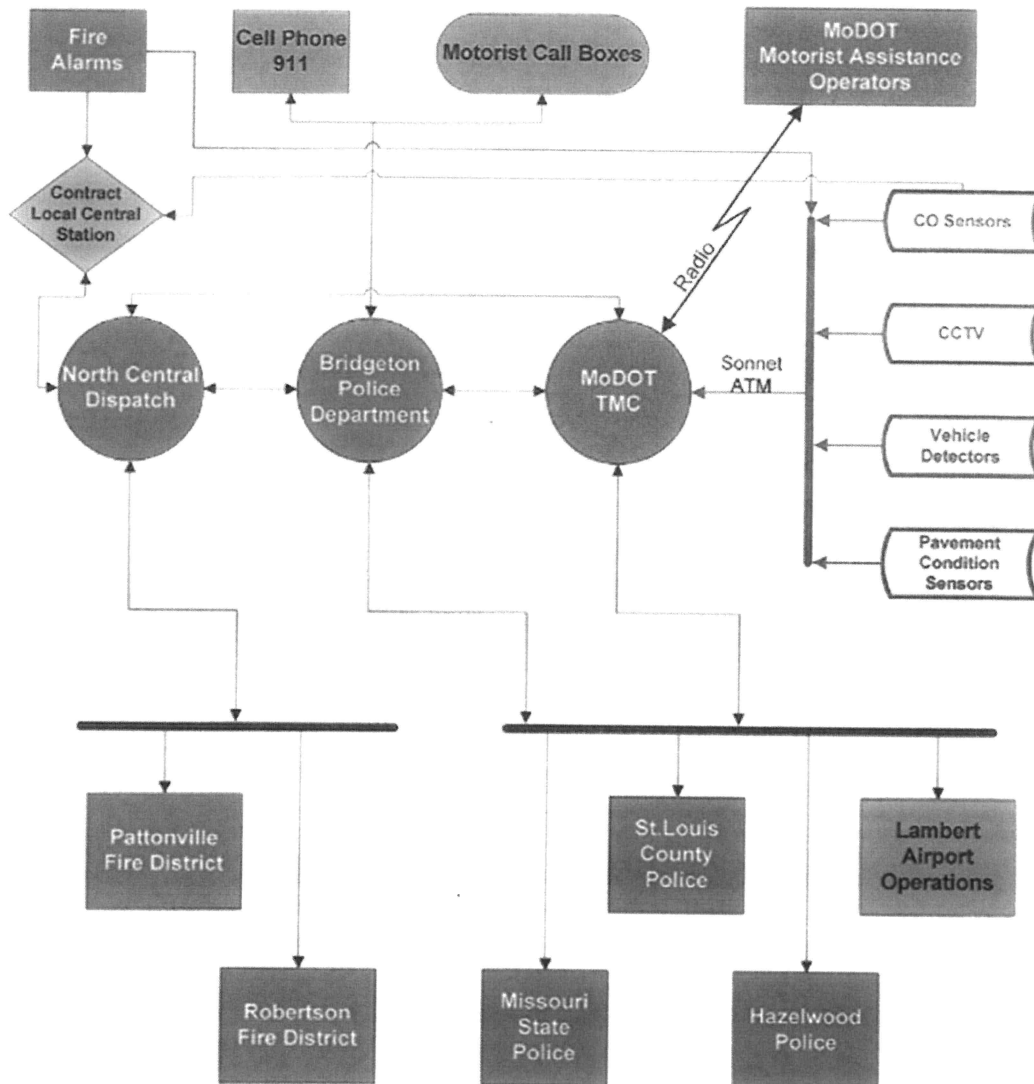 Fire
Alarms
Cell Phone
911
Motorist Call Boxes
MoDOT
Motorist Assistance
Operators
Contract
Local Central
Station
CO Sensors
Radio
CCTV
North Central
Dispatch
Bridgeton
Police
Department
MoDOT
TMC
Sonnet
ATM
Vehicle
Detectors
Pavement
Condition
Sensors
Pattonville
Fire District
St.Louis
County
Police
Lambert
Airport
Operations
Robertson
Fire District
Missouri
State
Police
Hazelwood
Police